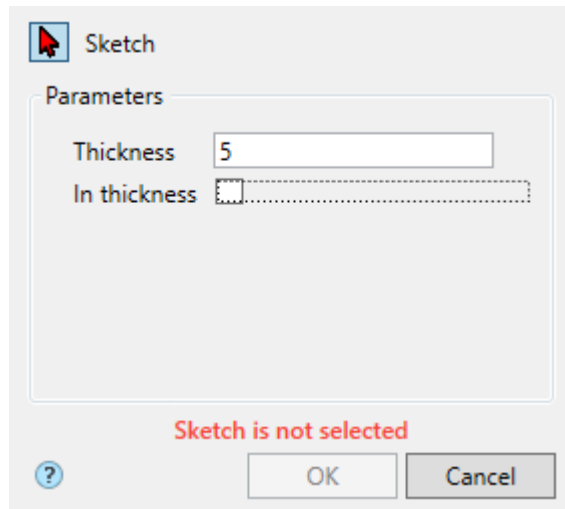 Sketch
Parameters
Thickness 5
In thickness
Sketch is not selected
? OK Cancel